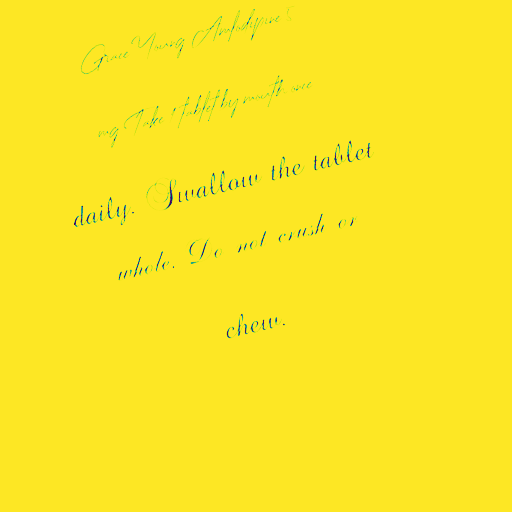 Grace Young Amlodipine 5
mg Take 1 tablet by mouth once
daily. Swallow the tablet
whole. Do not crush or
chew.